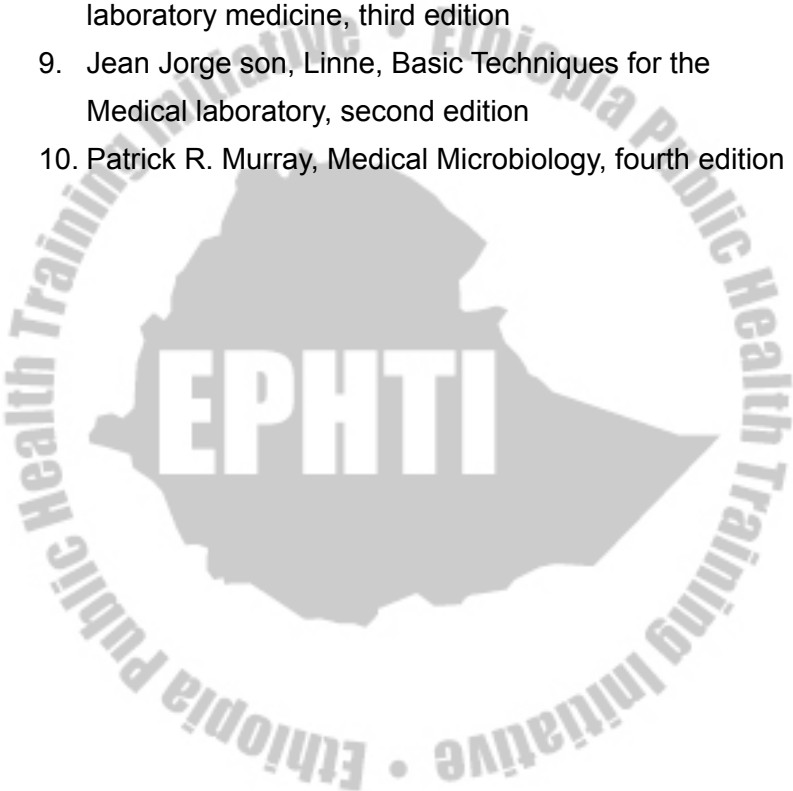 laboratory medicine, third edition
9. Jean Jorge son, Linne, Basic Techniques for the
Medical laboratory, second edition
10. Patrick R. Murray, Medical Microbiology, fourth edition
Ethiopia Public Health Training Initiative • Ethiopia Public Health Training Initiative •
EPHTI